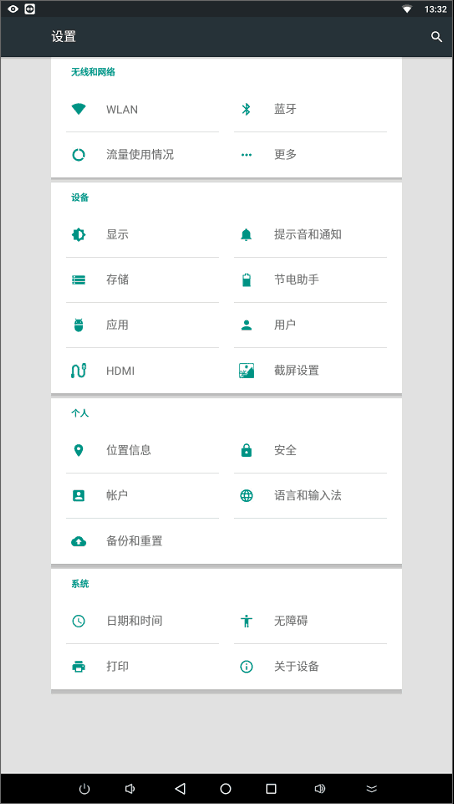 13:32
设置
无线和网络
WLAN
蓝牙
流量使用情况
更多
设备
显示
提示音和通知
存储
节电助手
应用
用户
HDMI
截屏设置
个人
位置信息
安全
帐户
语言和输入法
备份和重置
系统
日期和时间
无障碍
打印
关于设备